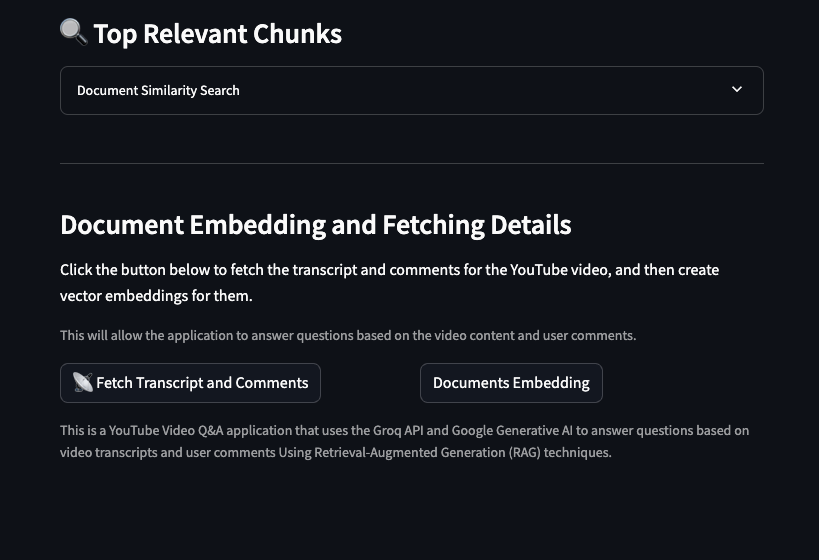 🔍 Top Relevant Chunks
Document Similarity Search
Document Embedding and Fetching Details
Click the button below to fetch the transcript and comments for the YouTube video, and then create
vector embeddings for them.
This will allow the application to answer questions based on the video content and user comments.
📡 Fetch Transcript and Comments
Documents Embedding
This is a YouTube Video Q&A application that uses the Groq API and Google Generative AI to answer questions based on
video transcripts and user comments Using Retrieval-Augmented Generation (RAG) techniques.